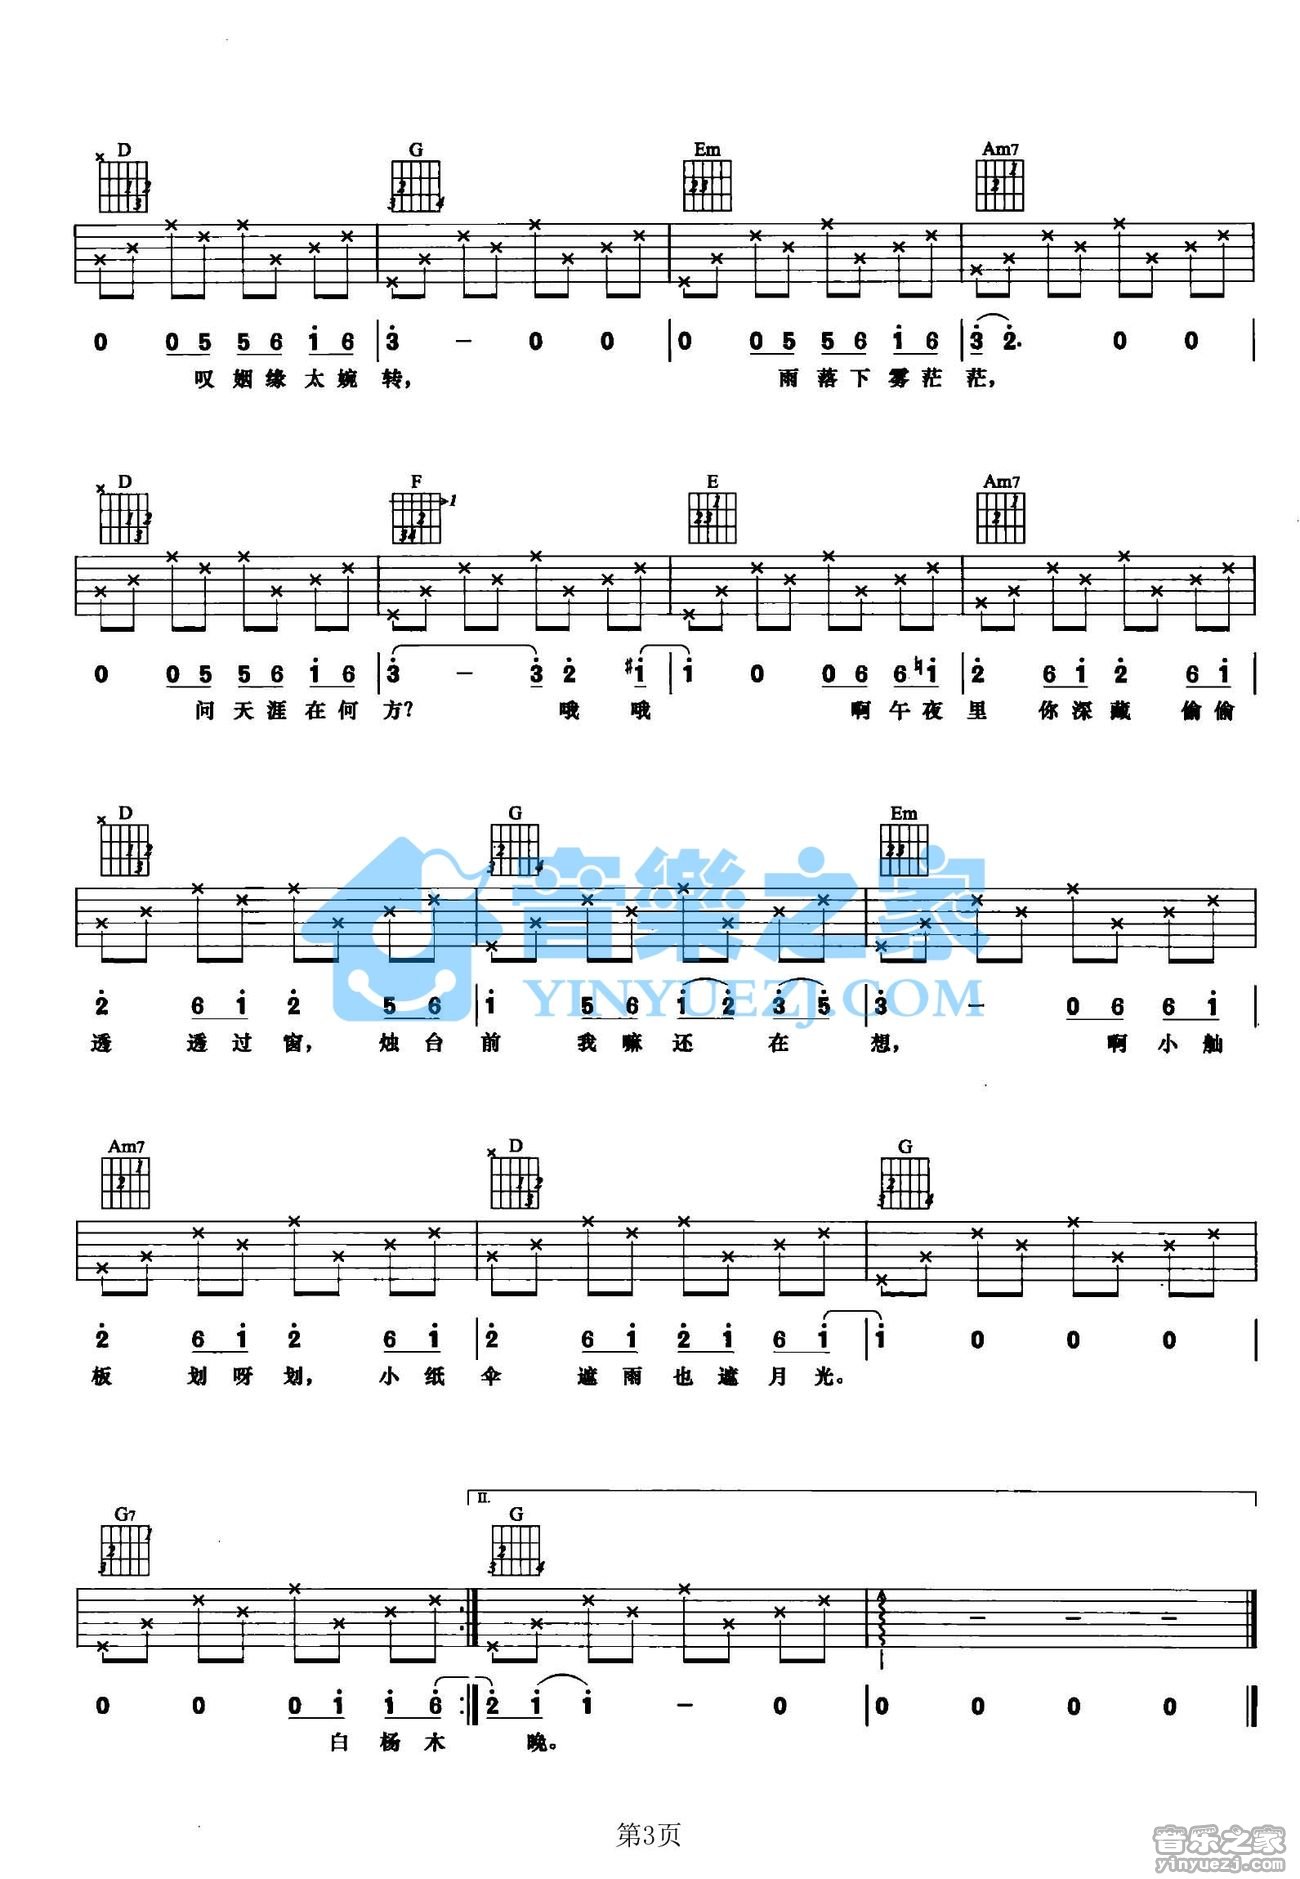 D G Em Am7
0 0 5 5 6 1 6 3 - 0 0 0 0 5 5 6 1 6 3 2. 0 0
叹姻缘太婉转, 雨落下雾茫茫,
D F E Am7
0 0 5 5 6 1 6 3 - 3 2 #1 1 0 0 6 6 ♮1 2 6 1 2 6 1
问天涯在何方? 哦 哦 啊午夜里 你深藏 偷偷
D G Em
2 6 1 2 5 6 1 5 6 1 2 3 5 3 - 0 6 6 1
透 透过窗, 烛台前 我嘛还 在 想, 啊小舢
音樂之家
YINYUEZJ.COM
Am7 D G
2 6 1 2 6 1 2 6 1 2 1 6 1 1 0 0 0
板 划呀划, 小纸伞 遮雨也遮月光。
II.
G7 G
0 0 0 1 1 6 2 1 1 - 0 0 0 0 0
白杨木 晚。
第3页
音乐之家
yinyuezj.com